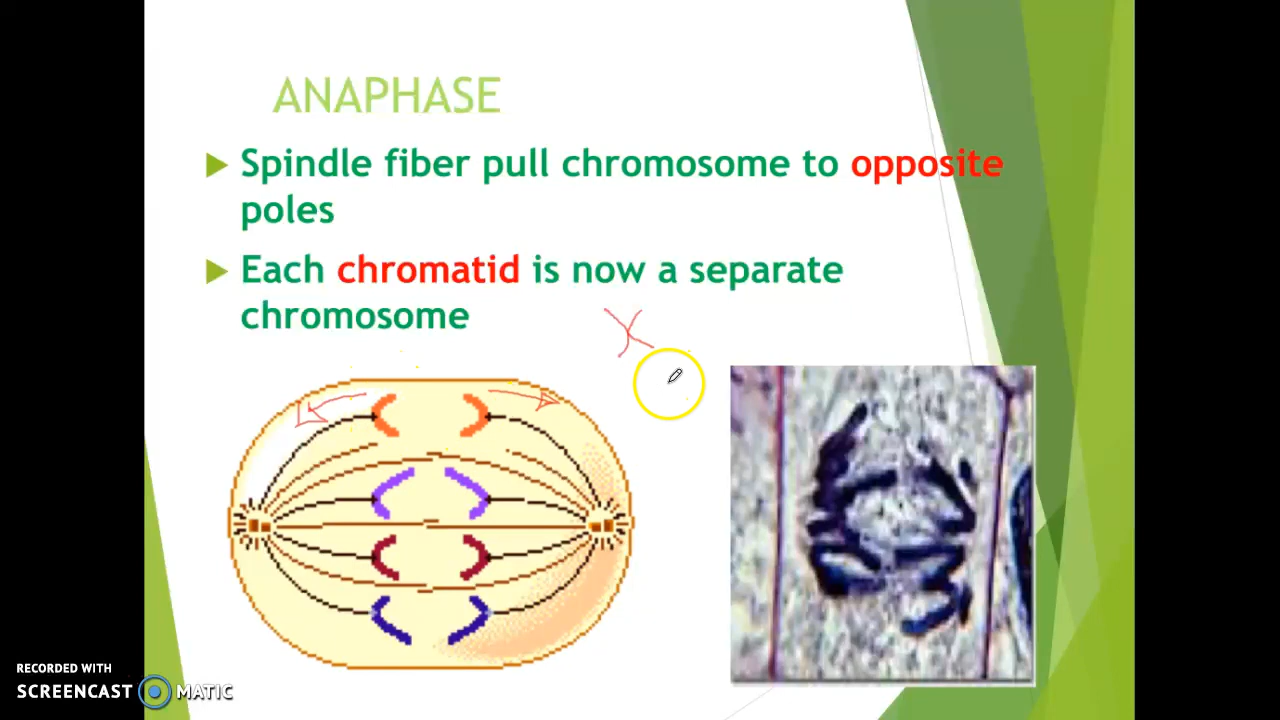 ANAPHASE
Spindle fiber pull chromosome to opposite
poles
Each chromatid is now a separate
chromosome
RECORDED WITH
SCREENCAST MATIC